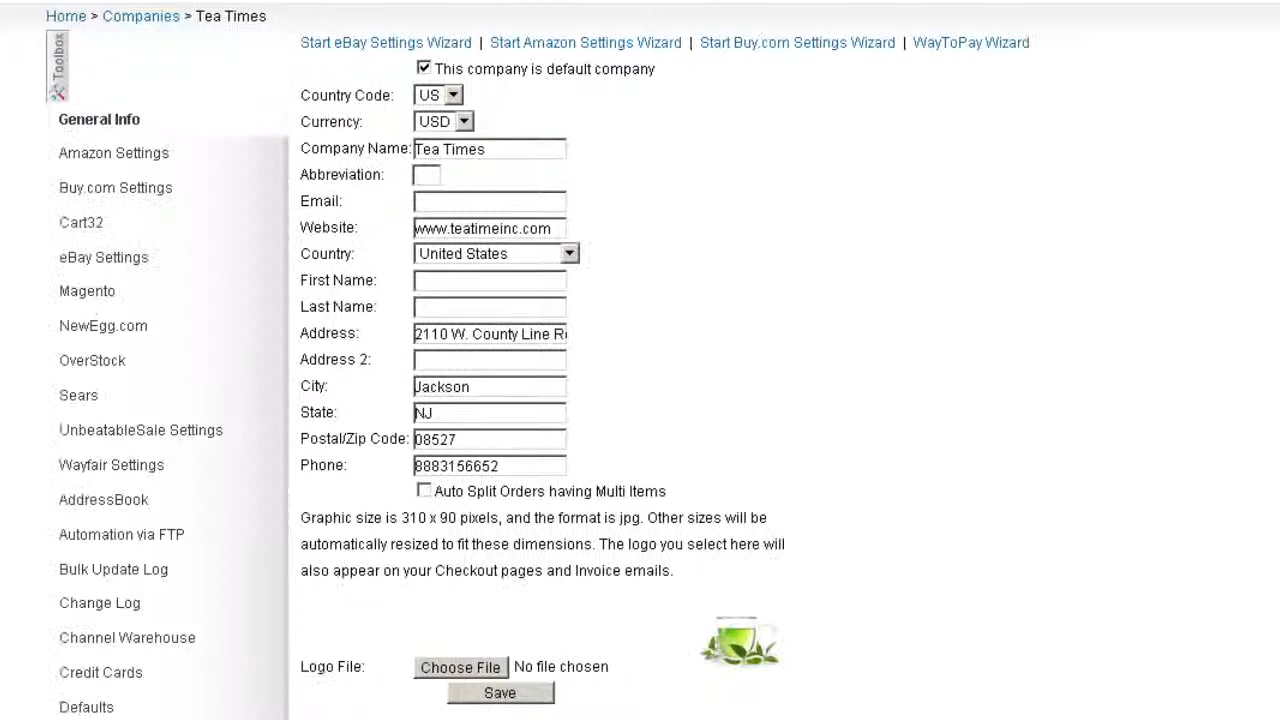 Home > Companies > Tea Times
Toolbox
Start eBay Settings Wizard | Start Amazon Settings Wizard | Start Buy.com Settings Wizard | WayToPay Wizard
This company is default company
Country Code: US
Currency: USD
Company Name: Tea Times
Abbreviation:
Email:
Website: www.teatimeinc.com
Country: United States
First Name:
Last Name:
Address: 2110 W. County Line
Address 2:
City: Jackson
State: NJ
Postal/Zip Code: 08527
Phone: 8883156652
Auto Split Orders having Multi Items
Graphic size is 310 x 90 pixels, and the format is jpg. Other sizes will
automatically resized to fit these dimensions. The logo you select here will
also appear on your Checkout pages and Invoice emails.
Logo File: Choose File No file chosen
Save
General Info
Amazon Settings
Buy.com Settings
Cart32
eBay Settings
Magento
NewEgg.com
OverStock
Sears
UnbeatableSale Settings
Wayfair Settings
AddressBook
Automation via FTP
Bulk Update Log
Change Log
Channel Warehouse
Credit Cards
Defaults